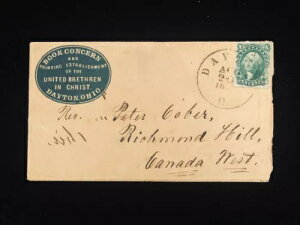 BOOK CONCERN
AND
PRINTING ESTABLISHMENT
OF THE
UNITED BRETHREN
IN CHRIST.
DAYTON, OHIO
DAY
O
Rev. Peter Cober,
Richmond Hill,
Canada West.